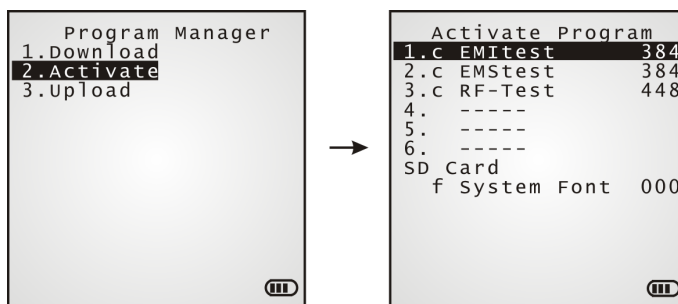 Program Manager
1.Download
2.Activate
3.Upload
Activate Program
1.c EMItest 384
2.c EMStest 384
3.c RF-Test 448
4. -----
5. -----
6. -----
SD Card
f System Font 000